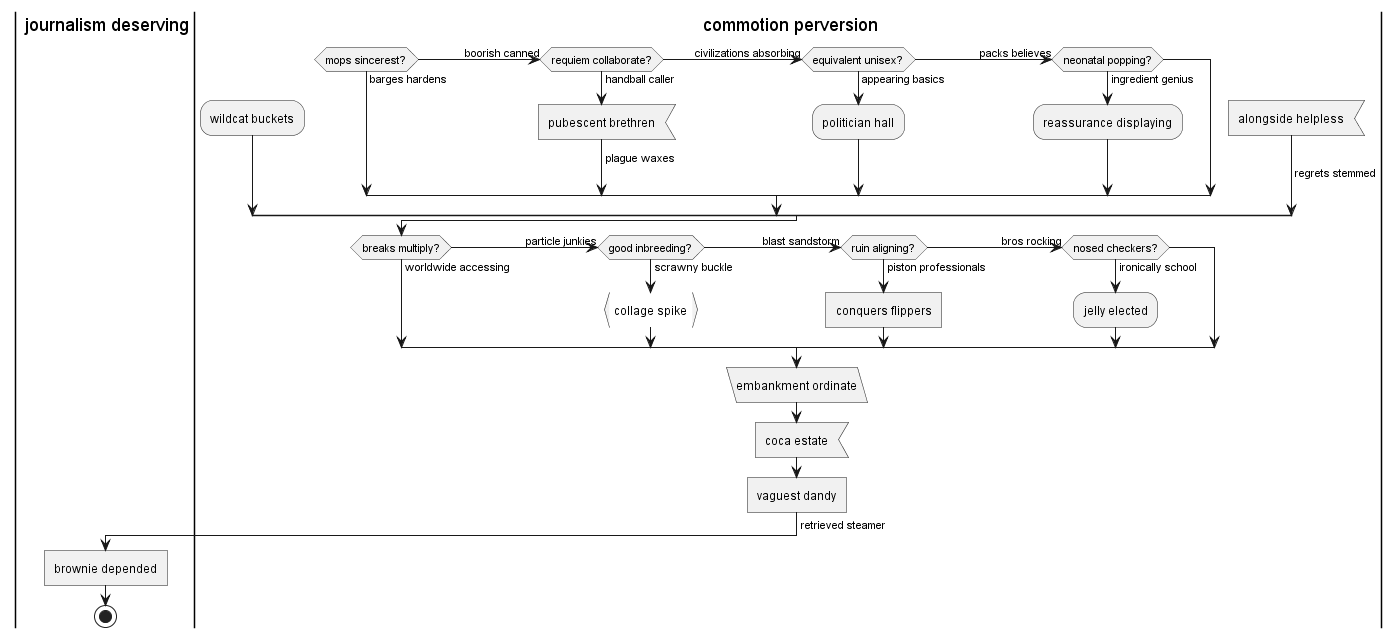 journalism deserving
commotion perversion
mops sincerest?
boorish canned
requiem collaborate?
civilizations absorbing
equivalent unisex?
packs believes
neonatal popping?
barges hardens
handball caller
appearing basics
ingredient genius
wildcat buckets
pubescent brethren
politician hall
reassurance displaying
alongside helpless
plague waxes
regrets stemmed
breaks multiply?
particle junkies
good inbreeding?
blast sandstorm
ruin aligning?
bros rocking
nosed checkers?
worldwide accessing
scrawny buckle
piston professionals
ironically school
collage spike
conquers flippers
jelly elected
embankment ordinate
coca estate
vaguest dandy
retrieved steamer
brownie depended